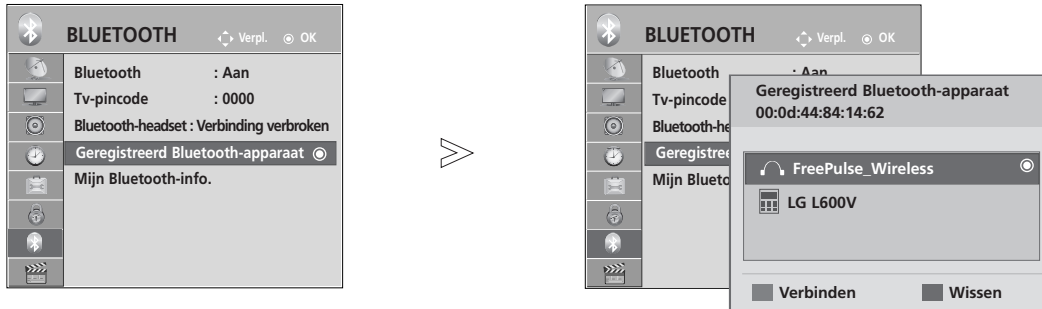 BLUETOOTH Verpl. OK
Bluetooth : Aan
Tv-pincode : 0000
Bluetooth-headset : Verbinding verbroken
Geregistreerd Bluetooth-apparaat
Mijn Bluetooth-info.
BLUETOOTH Verpl. OK
Bluetooth : Aan
Tv-pincode
Bluetooth-he
Geregistree
Mijn Blueto
Geregistreerd Bluetooth-apparaat
00:0d:44:84:14:62
FreePulse_Wireless
LG L600V
Verbinden Wissen